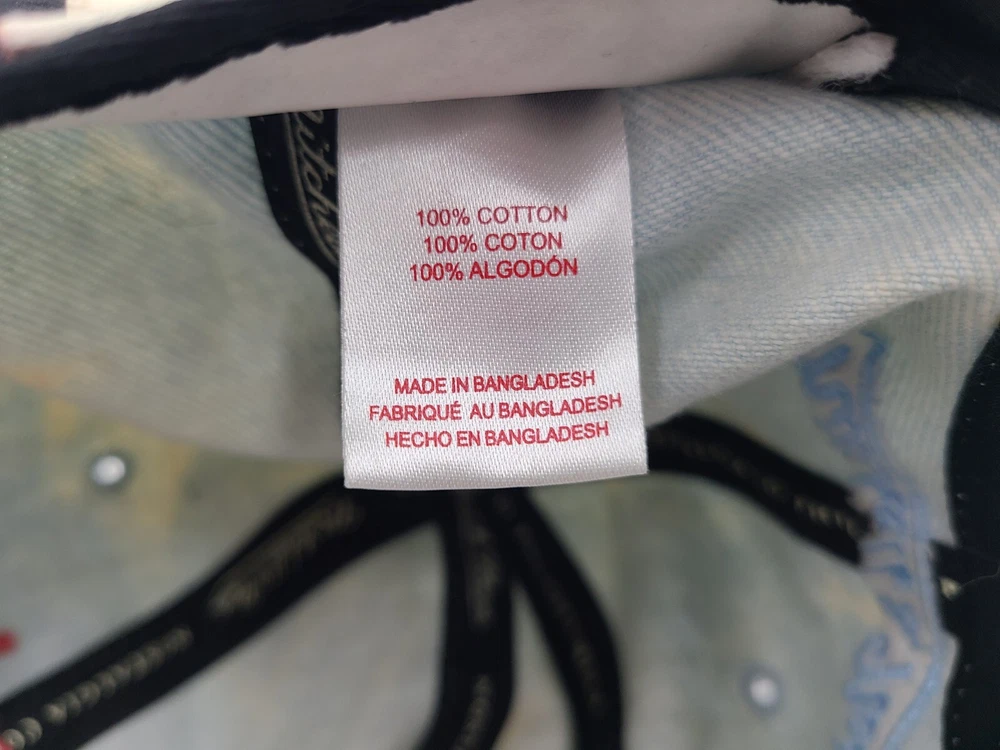 100% COTTON
100% COTON
100% ALGODÓN
MADE IN BANGLADESH
FABRIQUÉ AU BANGLADESH
HECHO EN BANGLADESH